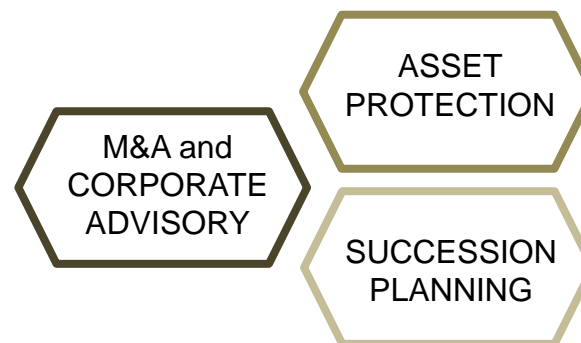 M&A and
CORPORATE
ADVISORY
ASSET
PROTECTION
SUCCESSION
PLANNING